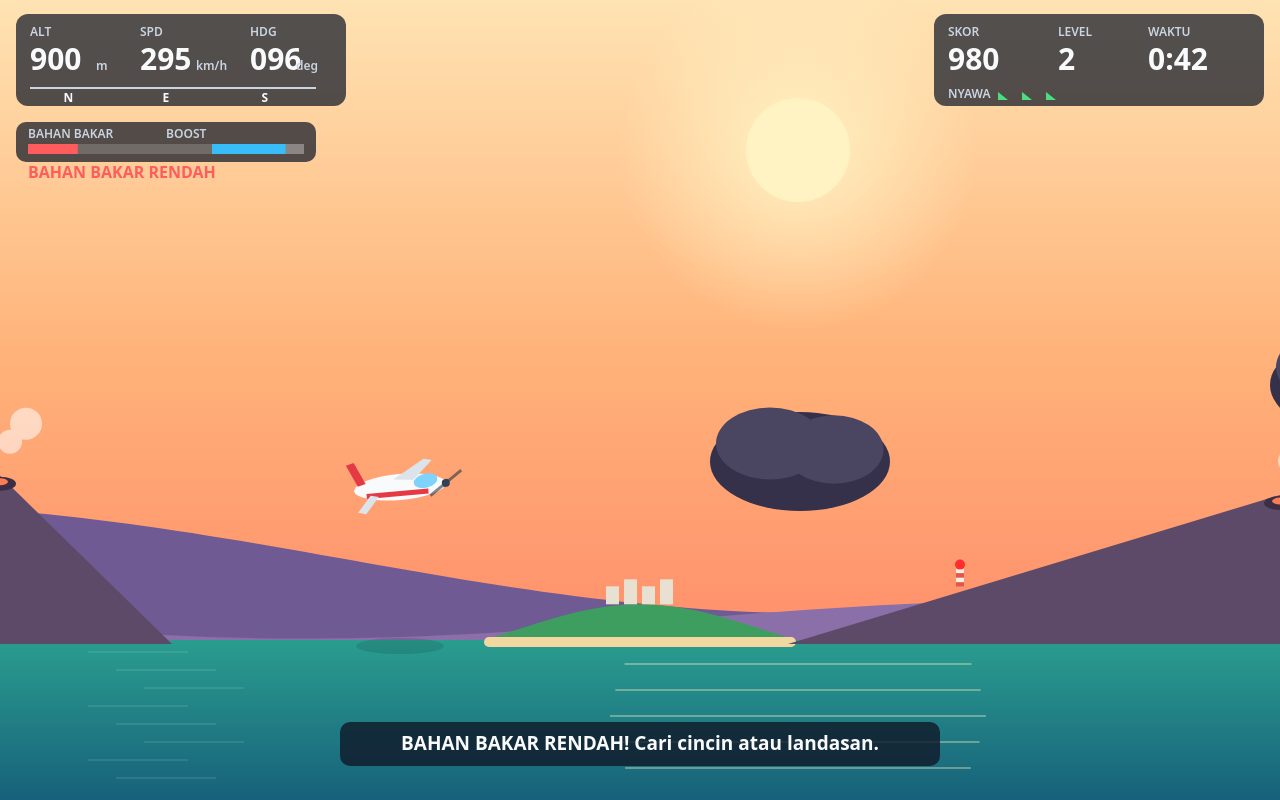 ALT SPD HDG
900 m 295 km/h 096 deg
N E S
BAHAN BAKAR BOOST
BAHAN BAKAR RENDAH
SKOR LEVEL WAKTU
980 2 0:42
NYAWA
BAHAN BAKAR RENDAH! Cari cincin atau landasan.